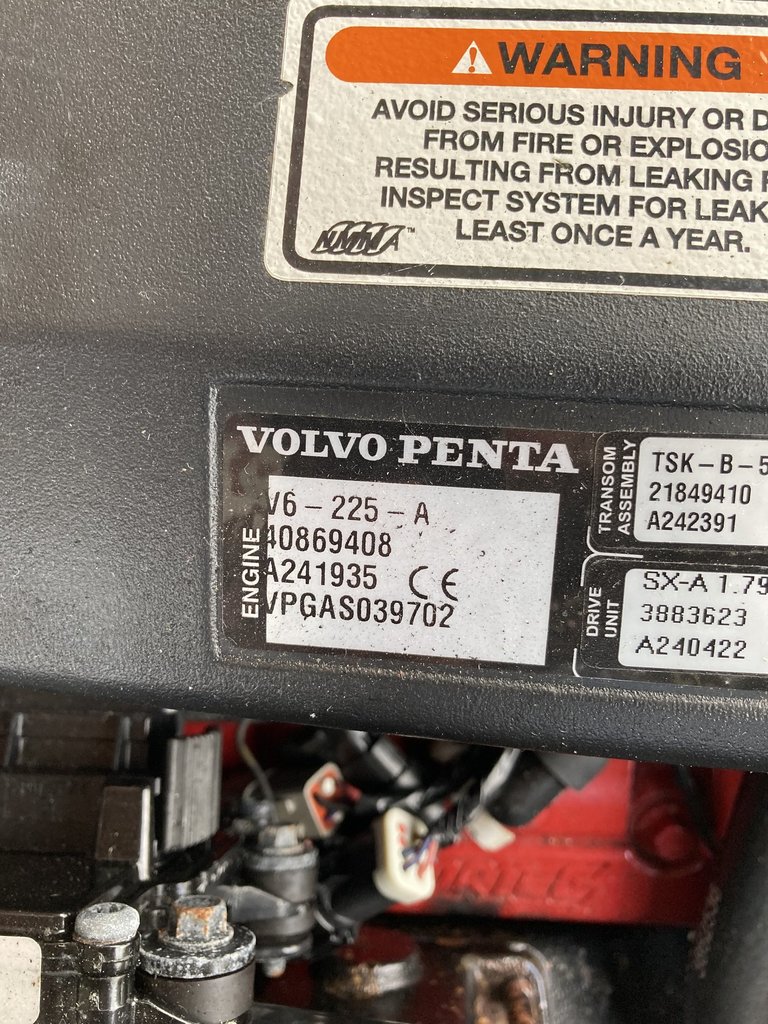 WARNING
AVOID SERIOUS INJURY OR D
FROM FIRE OR EXPLOSIO
RESULTING FROM LEAKING F
INSPECT SYSTEM FOR LEAK
LEAST ONCE A YEAR.
NMMA™
VOLVO PENTA
ENGINE
V6-225-A
40869408
A241935 CE
VPGAS039702
TRANSOM
ASSEMBLY
TSK-B-5
21849410
A242391
DRIVE
UNIT
SX-A 1.79
3883623
A240422